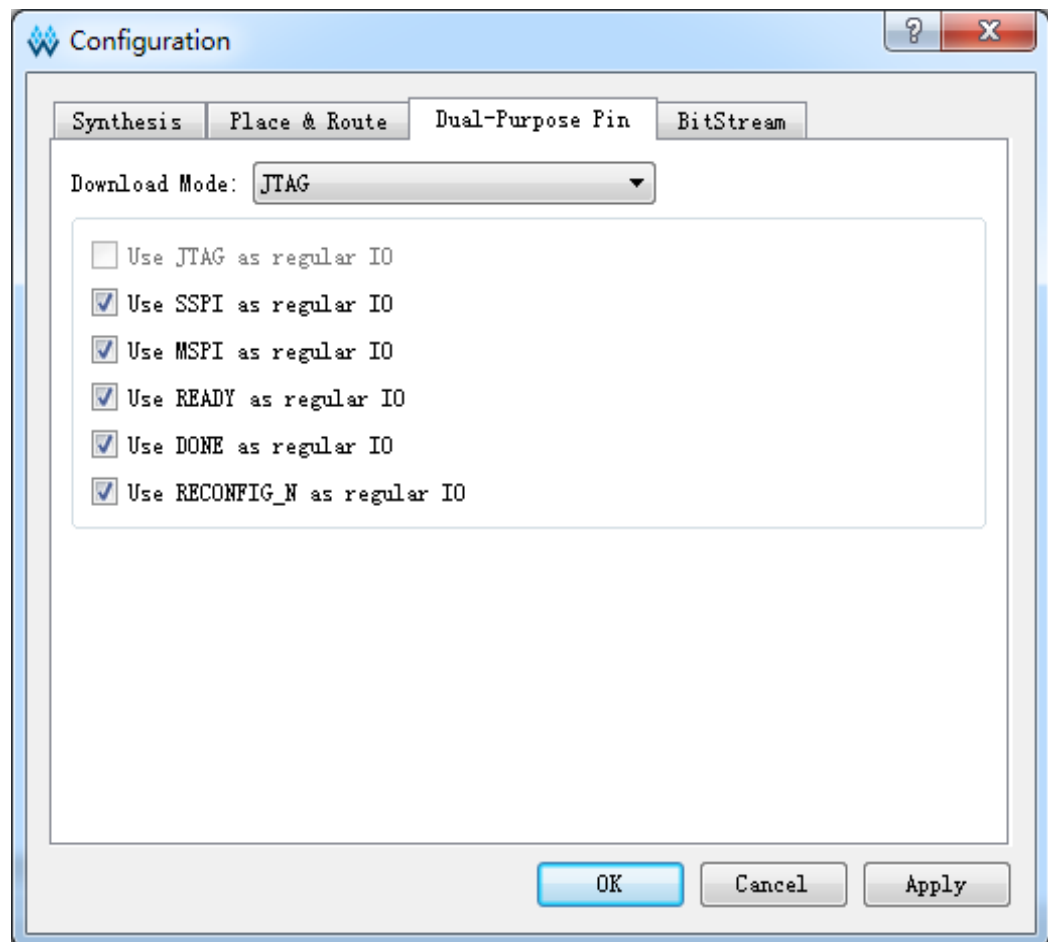 Configuration
Synthesis Place & Route Dual-Purpose Pin BitStream
Download Mode: JTAG
Use JTAG as regular IO
Use SSPI as regular IO
Use MSPI as regular IO
Use READY as regular IO
Use DONE as regular IO
Use RECONFIG_N as regular IO
OK Cancel Apply